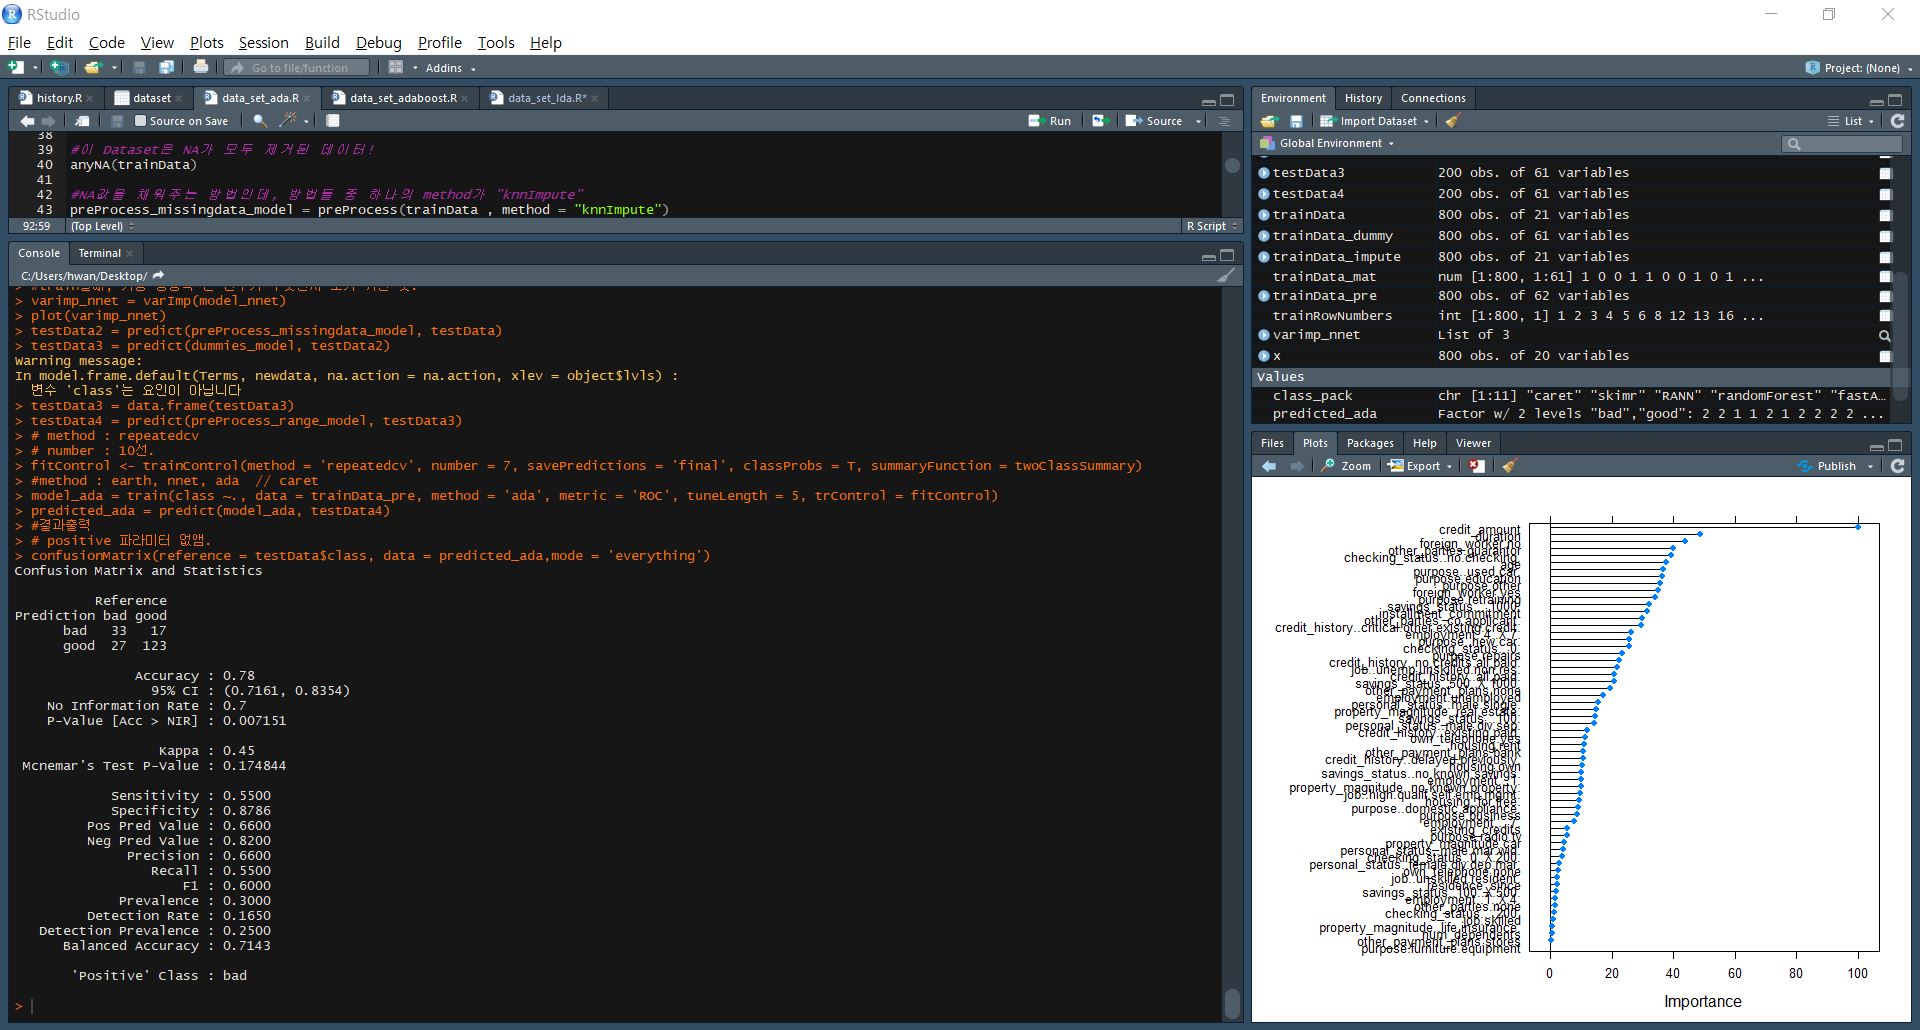 RStudio
File Edit Code View Plots Session Build Debug Profile Tools Help
Go to file/function Addins Project: (None)
history.R dataset data_set_ada.R data_set_adaboost.R data_set_lda.R*
Source on Save Run Source
38
39 #이 Dataset은 NA가 모두 제거된 데이터!
40 anyNA(trainData)
41
42 #NA값을 채워주는 방법인데, 방법들 중 하나의 method가 "knnImpute"
43 preProcess_missingdata_model = preProcess(trainData , method = "knnImpute")
92:59 (Top Level) R Script
Console Terminal
C:/Users/hwan/Desktop/
> varimp_nnet = varImp(model_nnet)
> plot(varimp_nnet)
> testData2 = predict(preProcess_missingdata_model, testData)
> testData3 = predict(dummies_model, testData2)
Warning message:
In model.frame.default(Terms, newdata, na.action = na.action, xlev = object$lvls) :
변수 'class'는 요인이 아닙니다
> testData3 = data.frame(testData3)
> testData4 = predict(preProcess_range_model, testData3)
> # method : repeatedcv
> # number : 10선.
> fitControl <- trainControl(method = 'repeatedcv', number = 7, savePredictions = 'final', classProbs = T, summaryFunction = twoClassSummary)
> #method : earth, nnet, ada // caret
> model_ada = train(class ~., data = trainData_pre, method = 'ada', metric = 'ROC', tuneLength = 5, trControl = fitControl)
> predicted_ada = predict(model_ada, testData4)
> #결과출력
> # positive 파라미터 없앰.
> confusionMatrix(reference = testData$class, data = predicted_ada,mode = 'everything')
Confusion Matrix and Statistics
Reference
Prediction bad good
bad 33 17
good 27 123
Accuracy : 0.78
95% CI : (0.7161, 0.8354)
No Information Rate : 0.7
P-Value [Acc > NIR] : 0.007151
Kappa : 0.45
Mcnemar's Test P-Value : 0.174844
Sensitivity : 0.5500
Specificity : 0.8786
Pos Pred Value : 0.6600
Neg Pred Value : 0.8200
Precision : 0.6600
Recall : 0.5500
F1 : 0.6000
Prevalence : 0.3000
Detection Rate : 0.1650
Detection Prevalence : 0.2500
Balanced Accuracy : 0.7143
'Positive' Class : bad
>
Environment History Connections
Import Dataset List
Global Environment
testData3 200 obs. of 61 variables
testData4 200 obs. of 61 variables
trainData 800 obs. of 21 variables
trainData_dummy 800 obs. of 61 variables
trainData_impute 800 obs. of 21 variables
trainData_mat num [1:800, 1:61] 1 0 0 1 1 0 0 1 0 1 ...
trainData_pre 800 obs. of 62 variables
trainRowNumbers int [1:800, 1] 1 2 3 4 5 6 8 12 13 16 ...
varimp_nnet List of 3
x 800 obs. of 20 variables
Values
class_pack chr [1:11] "caret" "skimr" "RANN" "randomForest" "fastA...
predicted_ada Factor w/ 2 levels "bad","good": 2 2 1 1 2 1 2 2 2 2 ...
Files Plots Packages Help Viewer
Zoom Export Publish
credit_amount
duration
foreign_worker.no
other_parties.guarantor
checking_status..no.checking.
age
purpose..used.car.
purpose.education
purpose.other
foreign_worker.yes
purpose.retraining
savings_status....1000.
installment_commitment
other_parties..co.applicant.
credit_history..critical.other.existing.credit.
purpose..new.car.
purpose.repairs
credit_history..no.credits.all.paid.
job..unemp.unskilled.non.res.
credit_history..all.paid.
other_payment_plans.none
employment.unemployed
personal_status..male.single.
property_magnitude..real.estate.
personal_status..male.div.sep.
credit_history..existing.paid.
own_telephone.yes
housing.rent
other_payment_plans.bank
credit_history..delayed.previously.
housing.own
savings_status..no.known.savings.
property_magnitude..no.known.property.
job..high.qualif.self.emp.mgmt.
housing..for.free.
purpose..domestic.appliance.
purpose.business
existing_credits
purpose.radio.tv
property_magnitude.car
personal_status..male.mar.wid.
personal_status..female.div.dep.mar.
own_telephone.none
job..unskilled.resident.
residence_since
other_parties.none
job.skilled
property_magnitude..life.insurance.
num_dependents
other_payment_plans.stores
purpose.furniture.equipment
0 20 40 60 80 100
Importance